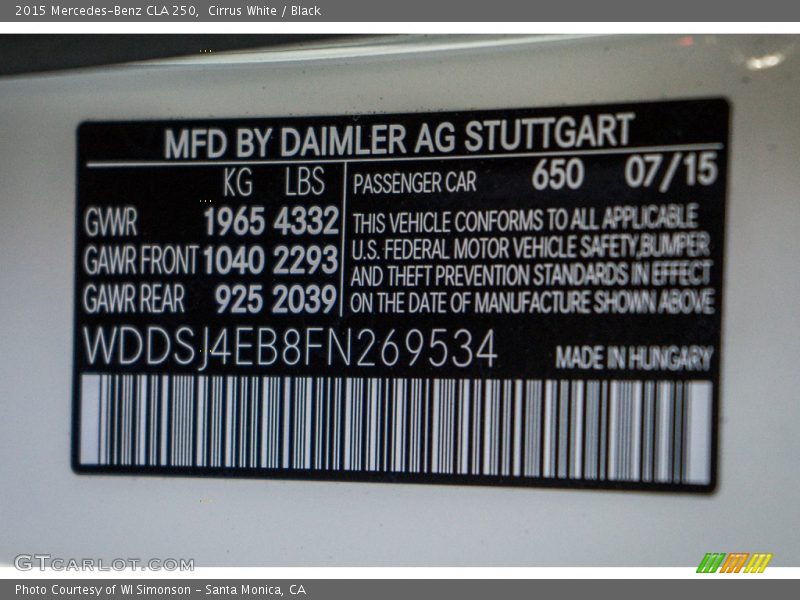 2015 Mercedes-Benz CLA 250, Cirrus White / Black
MFD BY DAIMLER AG STUTTGART
KG LBS
GWR 1965 4332
GAWR FRONT 1040 2293
GAWR REAR 925 2039
PASSENGER CAR 650 07/15
THIS VEHICLE CONFORMS TO ALL APPLICABLE
U.S. FEDERAL MOTOR VEHICLE SAFETY,BUMPER
AND THEFT PREVENTION STANDARDS IN EFFECT
ON THE DATE OF MANUFACTURE SHOWN ABOVE
WDDSJ4EB8FN269534
MADE IN HUNGARY
GTCARLOT.COM
Photo Courtesy of WI Simonson - Santa Monica, CA